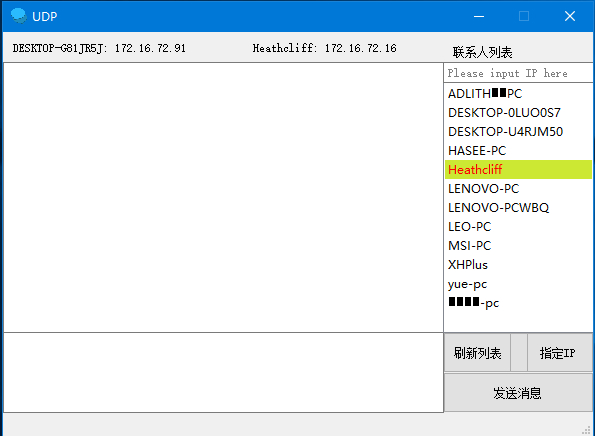 UDP
DESKTOP-G81JR5J: 172.16.72.91 Heathcliff: 172.16.72.16
联系人列表
Please input IP here
ADLITH██PC
DESKTOP-0LUO0S7
DESKTOP-U4RJM50
HASEE-PC
Heathcliff
LENOVO-PC
LENOVO-PCWBQ
LEO-PC
MSI-PC
XHPlus
yue-pc
████-pc
刷新列表 指定IP
发送消息